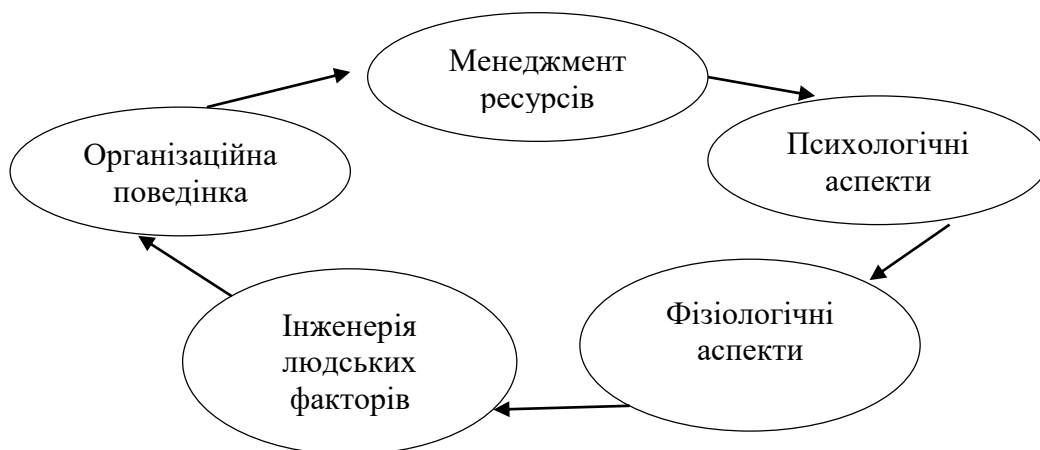 Менеджмент
ресурсів
Психологічні
аспекти
Фізіологічні
аспекти
Інженерія
людських
факторів
Організаційна
поведінка